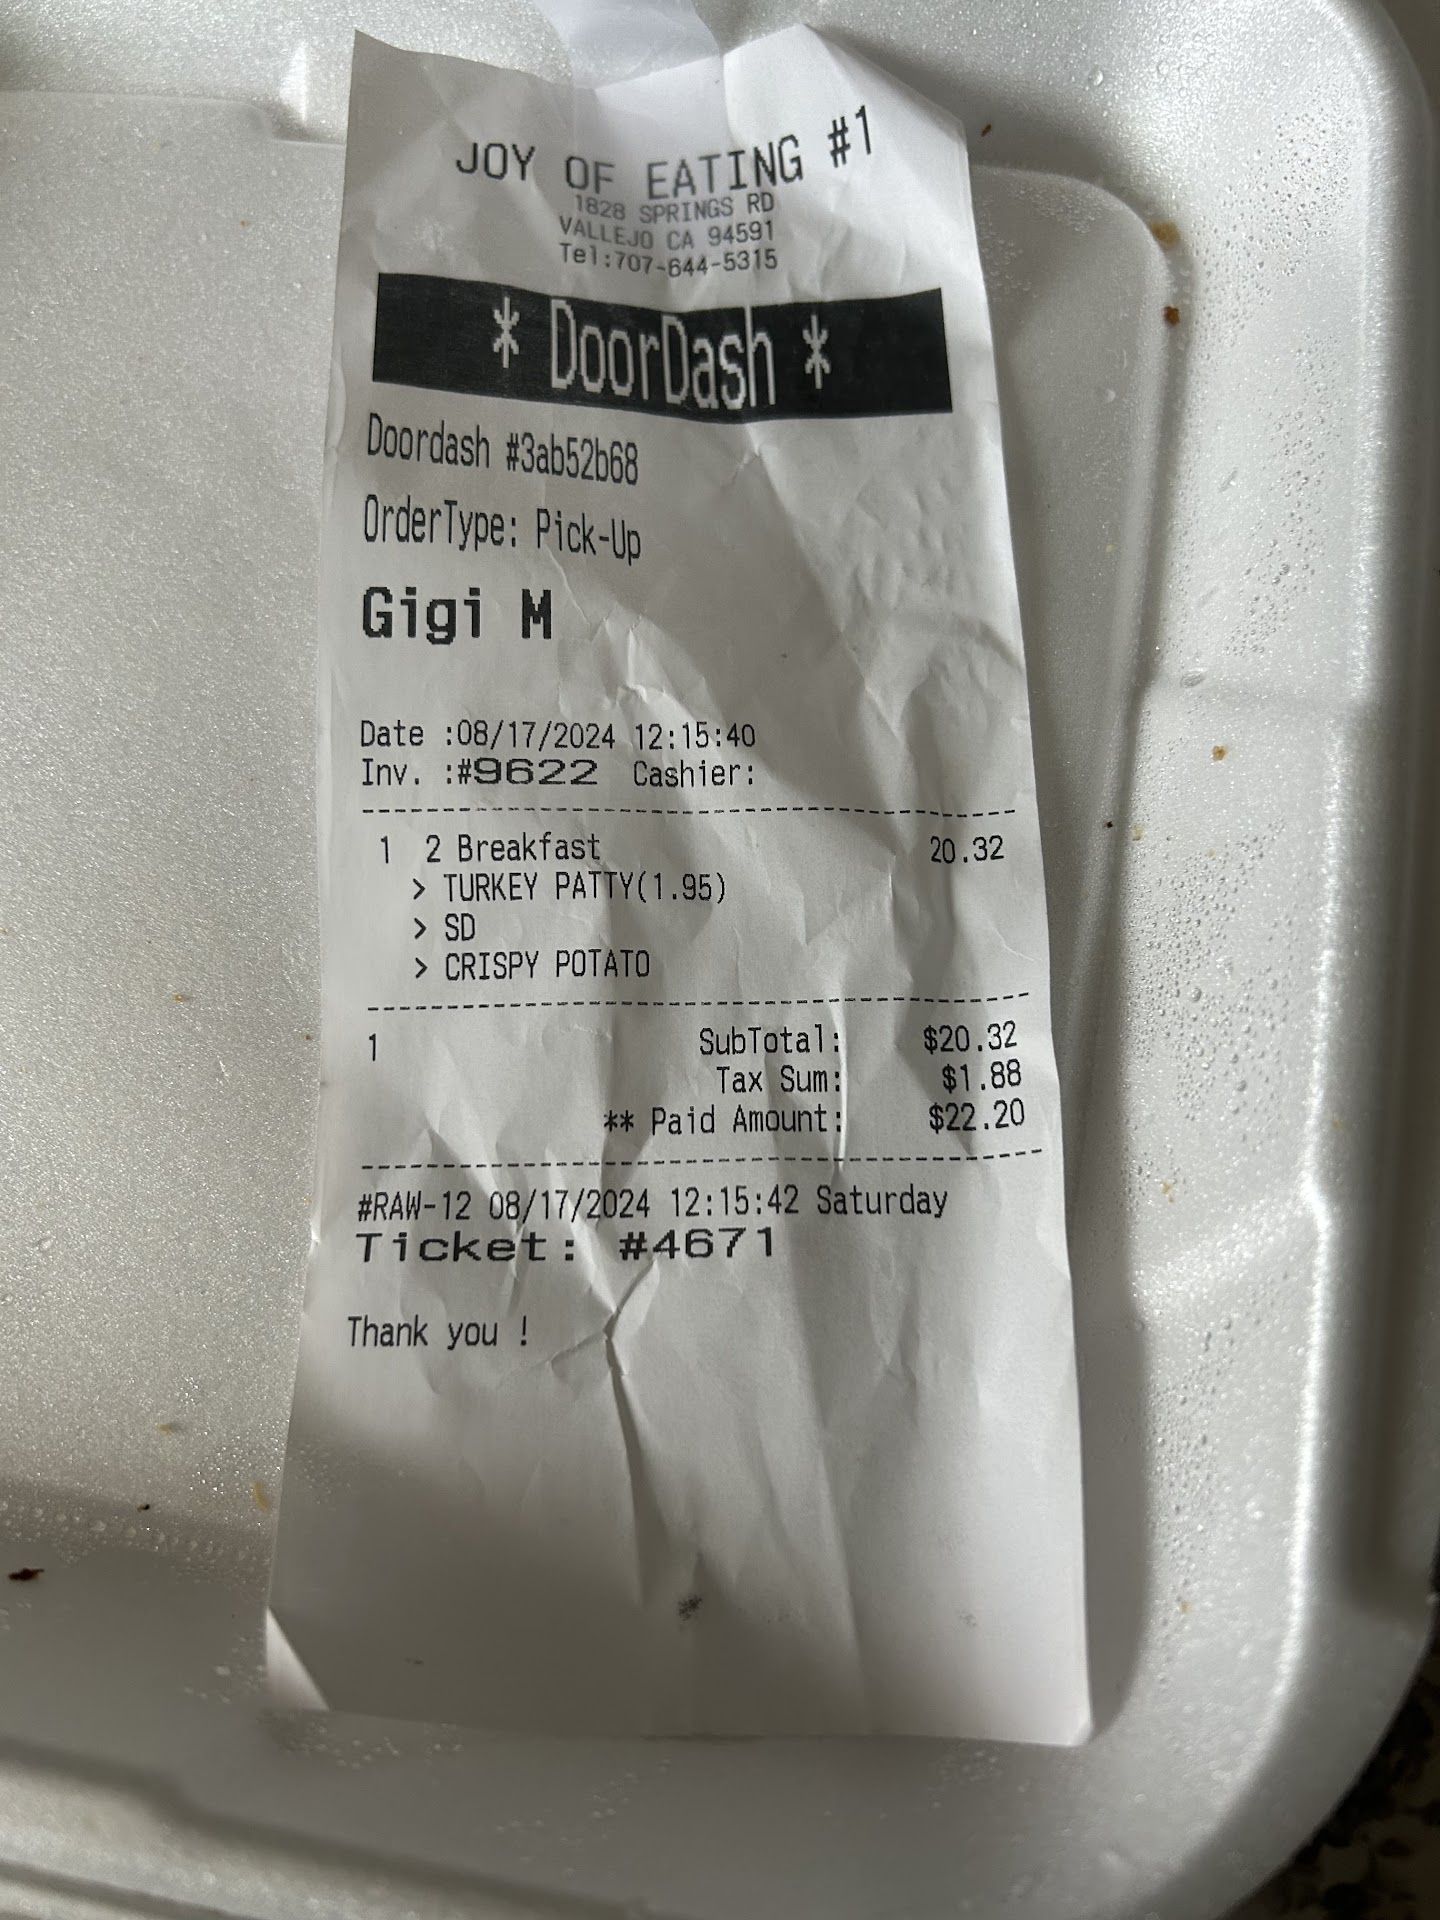 JOY OF EATING #1
1828 SPRINGS RD
VALLEJO CA 94591
Tel:707-644-5315
* DoorDash *
Doordash #3ab52b68
OrderType: Pick-Up
Gigi M
Date :08/17/2024 12:15:40
Inv. :#9622 Cashier:
1 2 Breakfast 20.32
> TURKEY PATTY(1.95)
> SD
> CRISPY POTATO
1 SubTotal: $20.32
Tax Sum: $1.88
** Paid Amount: $22.20
#RAW-12 08/17/2024 12:15:42 Saturday
Ticket: #4671
Thank you !